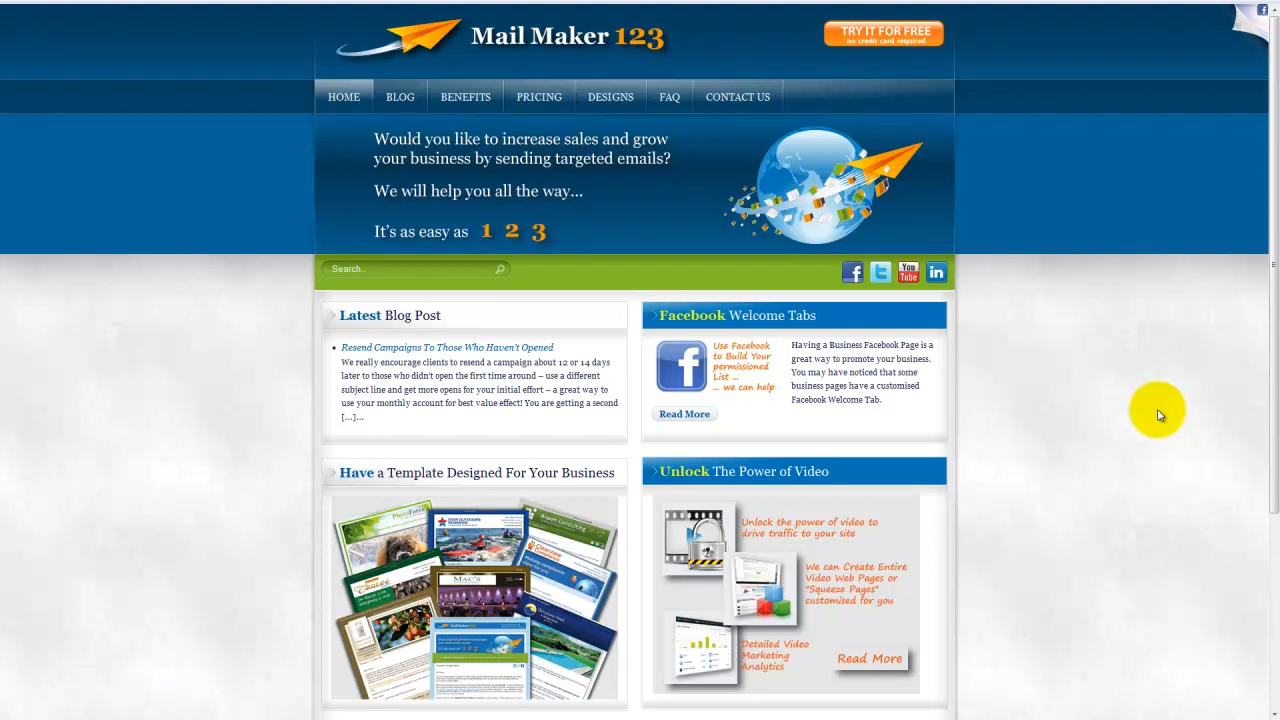 Mail Maker 123
TRY IT FOR FREE
no credit card required
HOME
BLOG
BENEFITS
PRICING
DESIGNS
FAQ
CONTACT US
Would you like to increase sales and grow
your business by sending targeted emails?
We will help you all the way...
It's as easy as 1 2 3
Search...
You
Tube
Latest Blog Post
Resend Campaigns To Those Who Haven't Opened
We really encourage clients to resend a campaign about 12 or 14 days
later to those who didn't open the first time around – use a different
subject line and get more opens for your initial effort – a great way to
use your monthly account for best value effect! You are getting a second
[...]...
Facebook Welcome Tabs
Use Facebook
to Build Your
permissioned
List ...
... we can help
Having a Business Facebook Page is a
great way to promote your business.
You may have noticed that some
business pages have a customised
Facebook Welcome Tab.
Read More
Have a Template Designed For Your Business
MAC'S
Unlock The Power of Video
Unlock the power of video to
drive traffic to your site
We can Create Entire
Video Web Pages or
"Squeeze Pages"
customised for you
Detailed Video
Marketing
Analytics
Read More